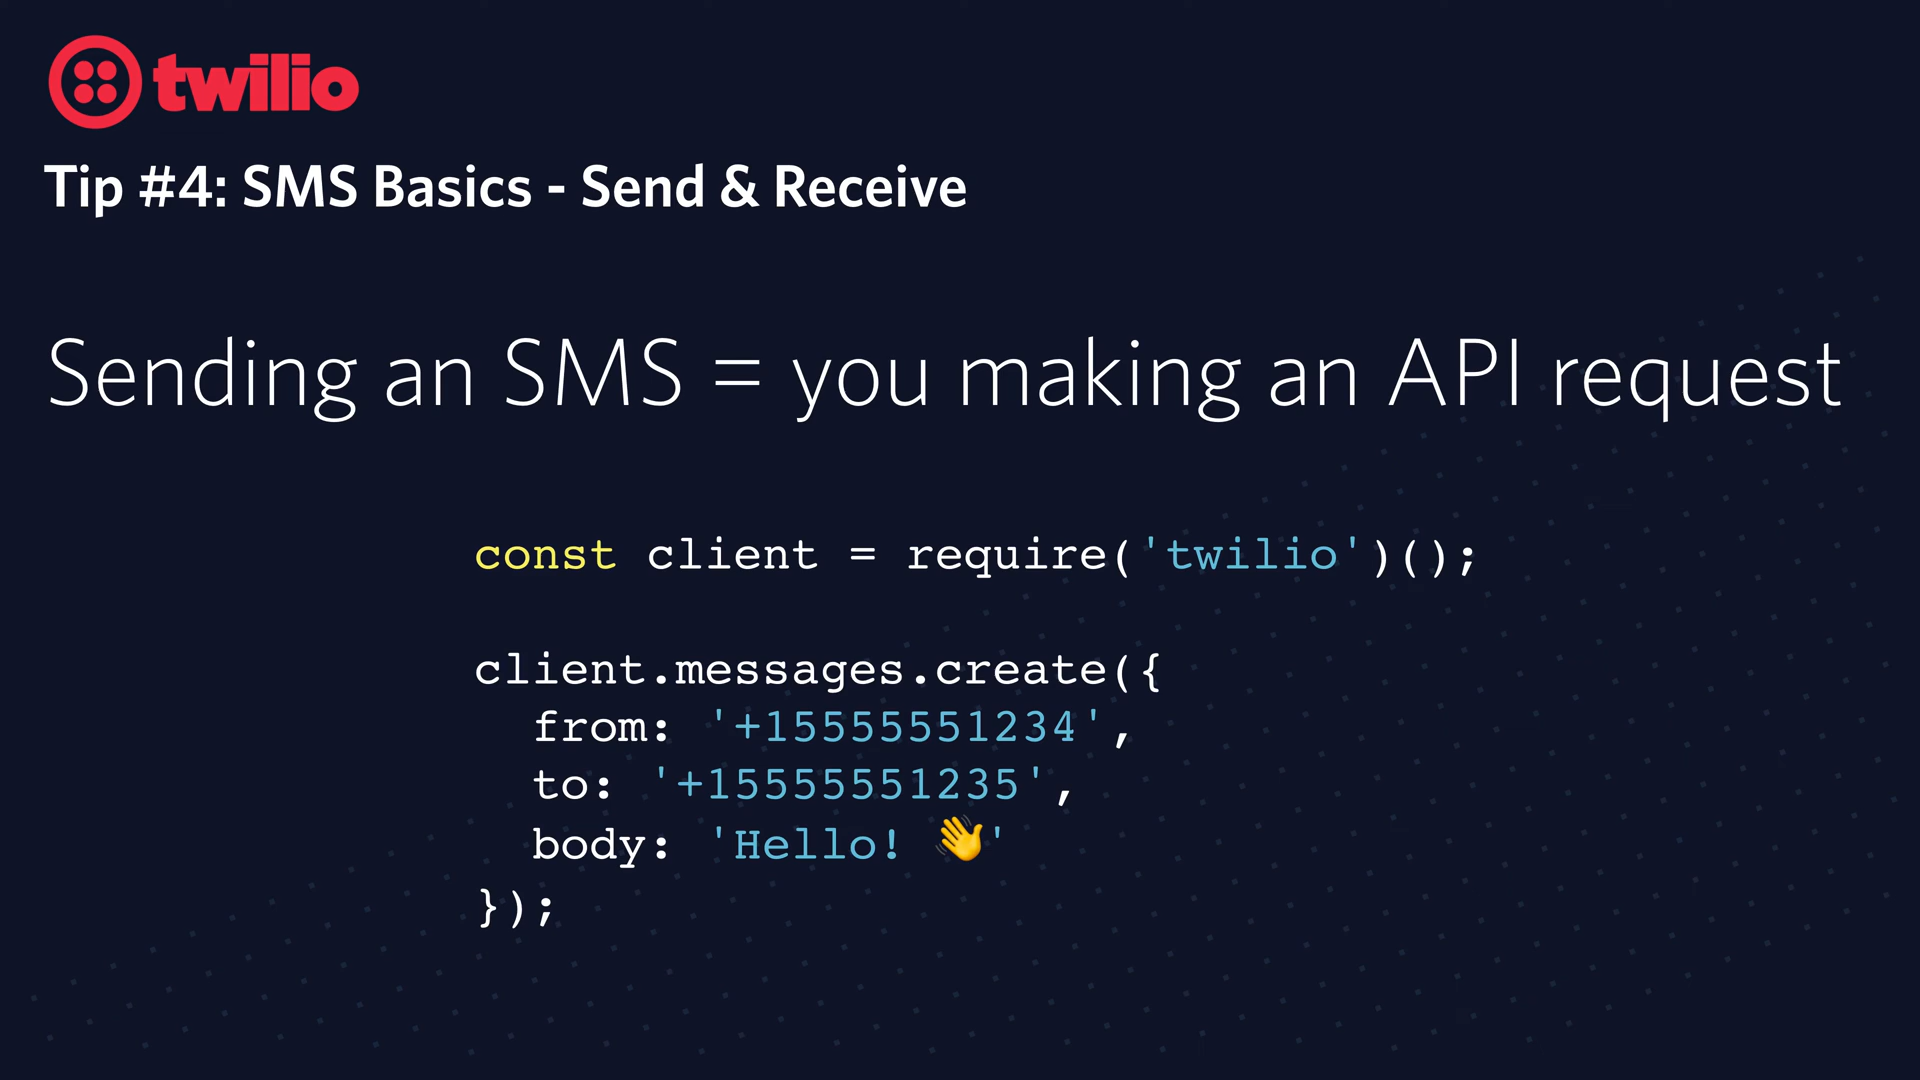 twilio
Tip #4: SMS Basics - Send & Receive
Sending an SMS = you making an API request
const client = require('twilio')();
client.messages.create({
  from: '+15555551234',
  to: '+15555551235',
  body: 'Hello! 👋'
});